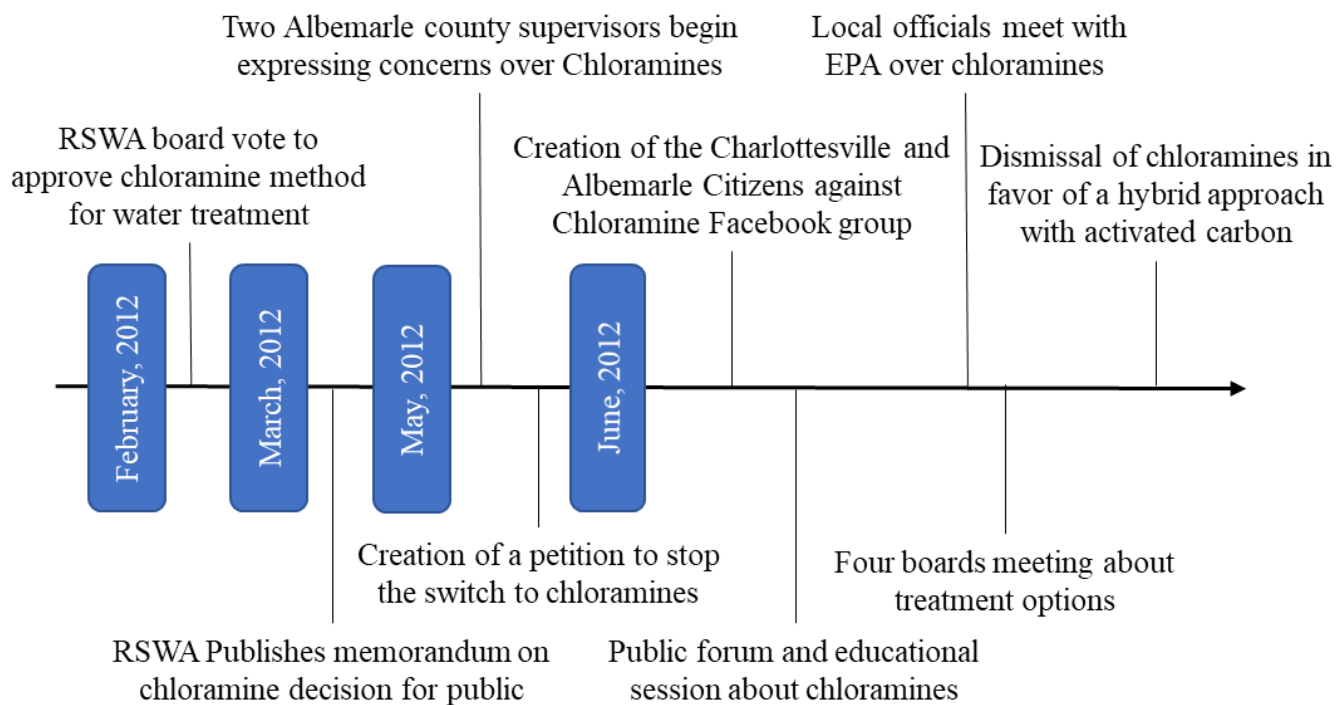 Two Albemarle county supervisors begin
expressing concerns over Chloramines
Local officials meet with
EPA over chloramines
RSWA board vote to
approve chloramine method
for water treatment
Creation of the Charlottesville and
Albemarle Citizens against
Chloramine Facebook group
Dismissal of chloramines in
favor of a hybrid approach
with activated carbon
February, 2012
March, 2012
May, 2012
June, 2012
Creation of a petition to stop
the switch to chloramines
Four boards meeting about
treatment options
RSWA Publishes memorandum on
chloramine decision for public
Public forum and educational
session about chloramines